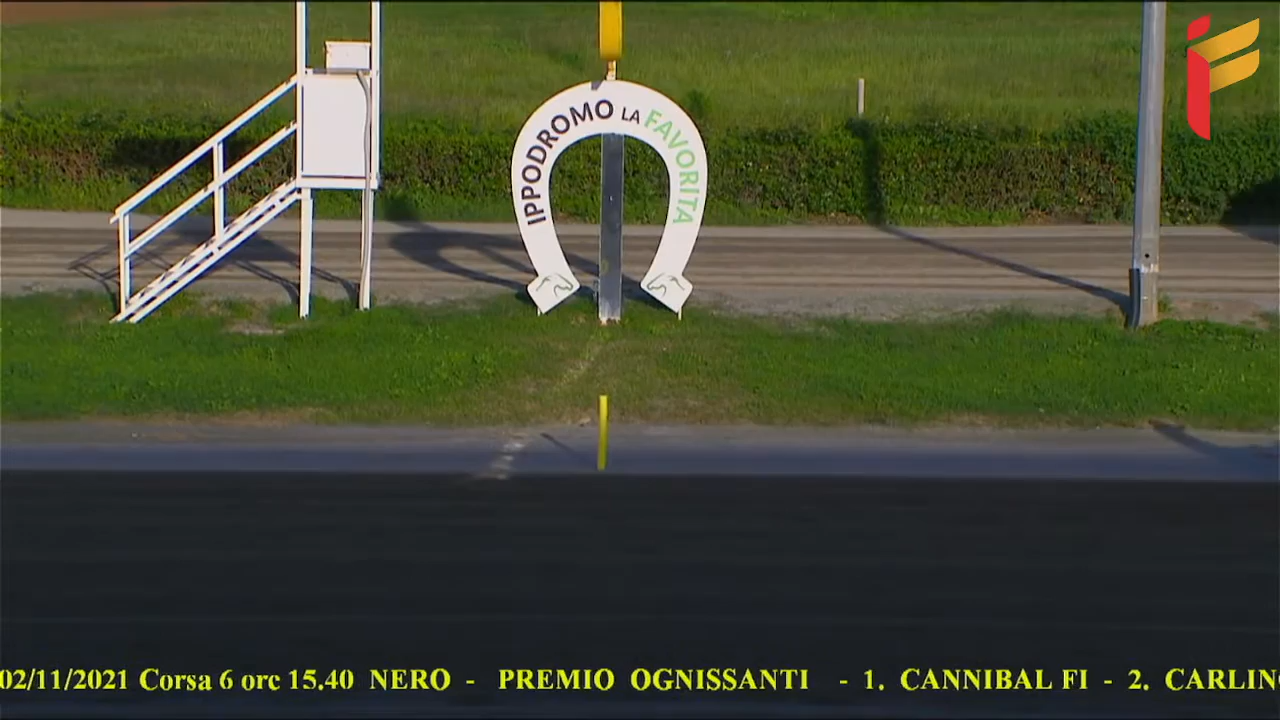 IPPODROMO LA FAVORITA
02/11/2021 Corsa 6 ore 15.40 NERO - PREMIO OGNISSANTI - 1. CANNIBAL FI - 2.